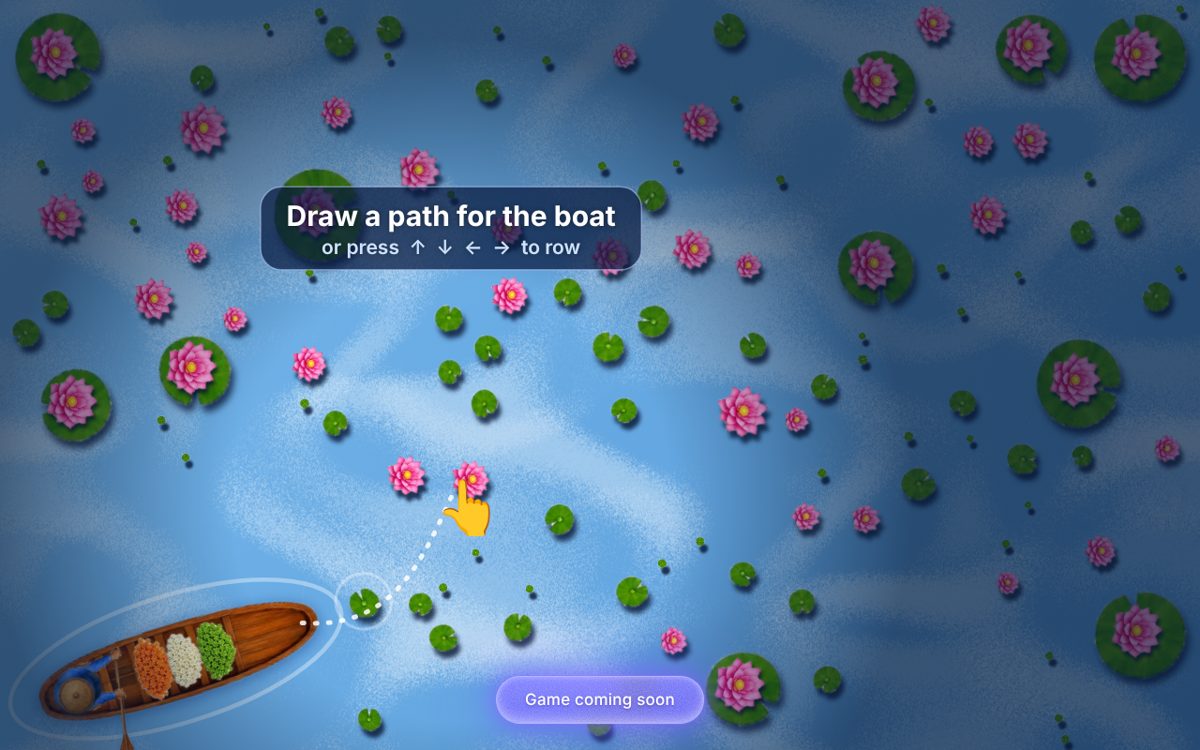 Draw a path for the boat
or press ↑ ↓ ← → to row
Game coming soon